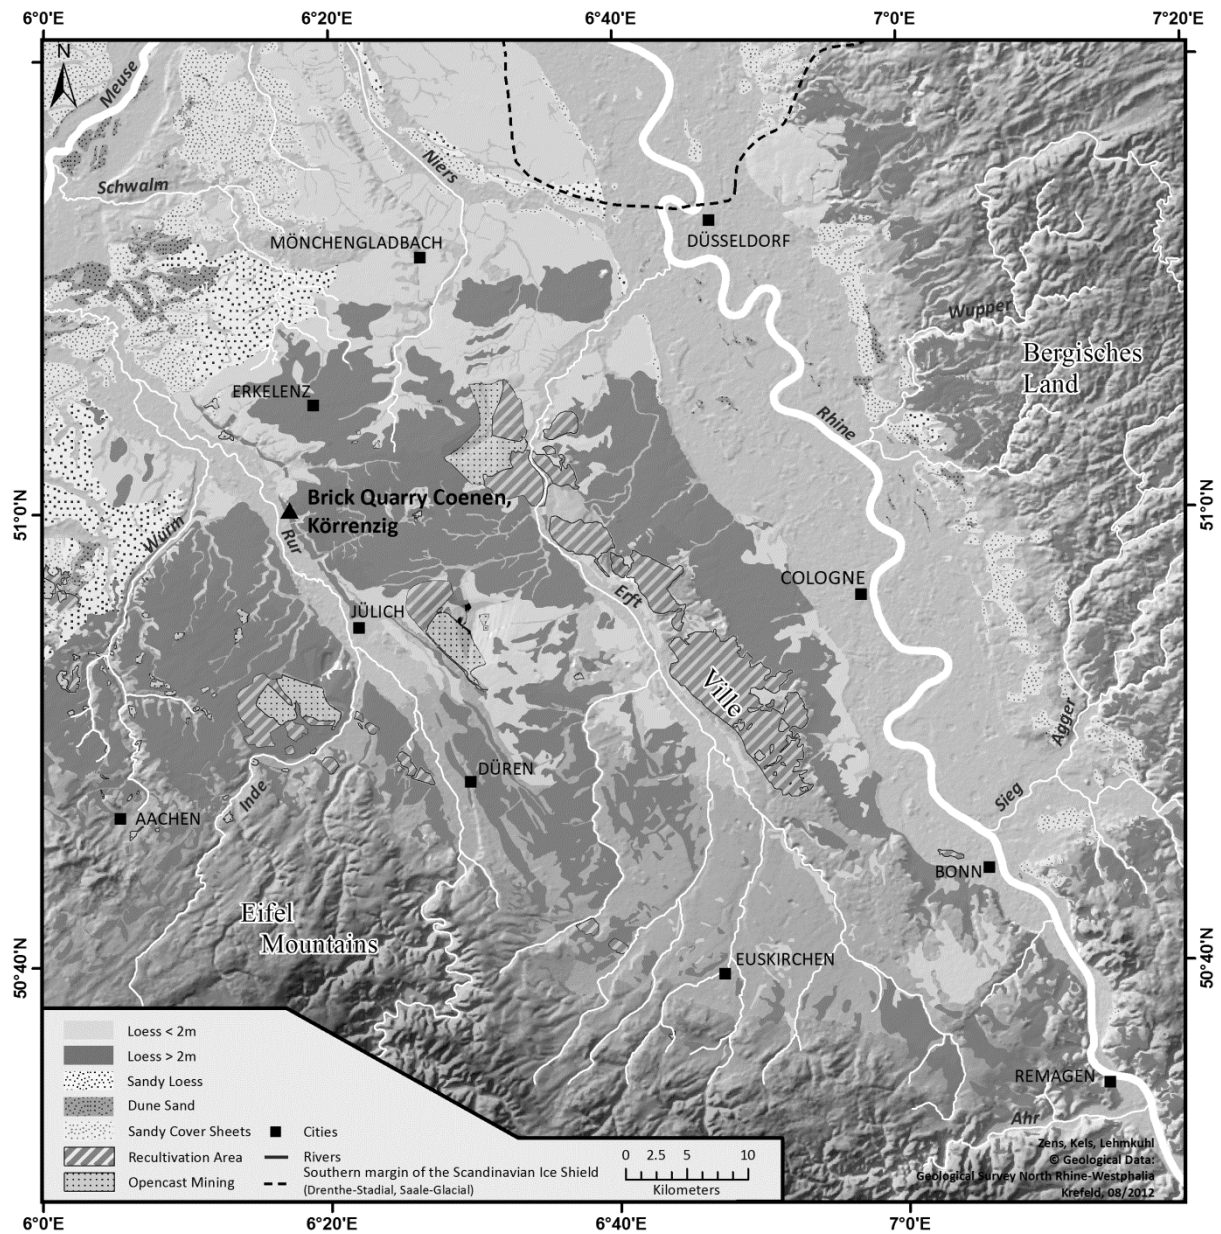 6°0'E 6°20'E 6°40'E 7°0'E 7°20'E
N
Meuse
Niers
Schwalm
MÖNCHENGLADBACH
DÜSSELDORF
Wupper
Bergisches
Land
ERKELENZ
Rhine
Brick Quarry Coenen,
Körrenzig
51°0'N
51°0'N
Wurm
Rur
COLOGNE
Erft
JÜLICH
Ville
Agger
DÜREN
Inde
Sieg
AACHEN
BONN
Eifel
Mountains
EUSKIRCHEN
50°40'N
50°40'N
REMAGEN
Ahr
Loess < 2m
Loess > 2m
Sandy Loess
Dune Sand
Sandy Cover Sheets
Recultivation Area
Opencast Mining
Cities
Rivers
Southern margin of the Scandinavian Ice Shield
(Drenthe-Stadial, Saale-Glacial)
0 2.5 5 10
Kilometers
Zens, Kels, Lehmkuhl
© Geological Data:
Geological Survey North Rhine-Westphalia
Krefeld, 08/2012
6°0'E 6°20'E 6°40'E 7°0'E